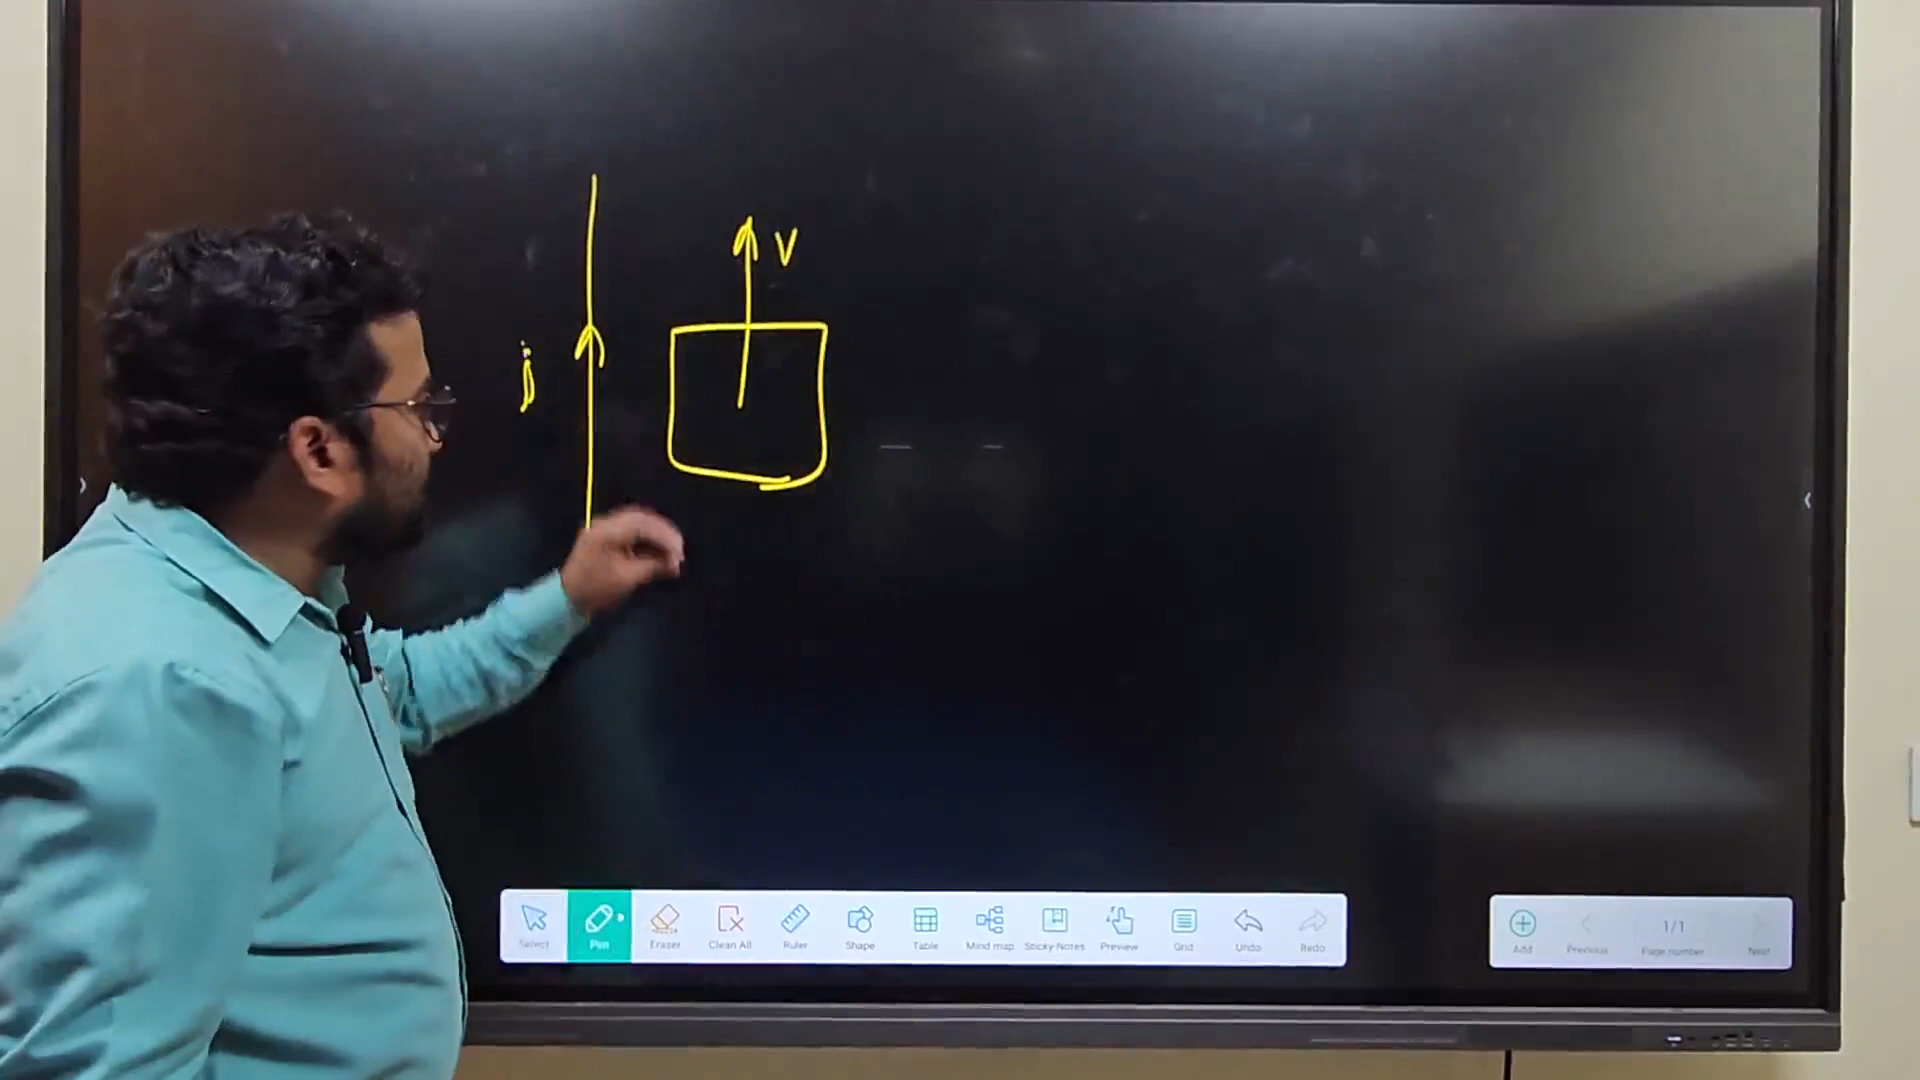 V
i
Select
Pen
Eraser
Clean All
Ruler
Shape
Table
Mind map
Sticky-Notes
Preview
Grid
Undo
Redo
Add
Previous
1/1
Page number
Next